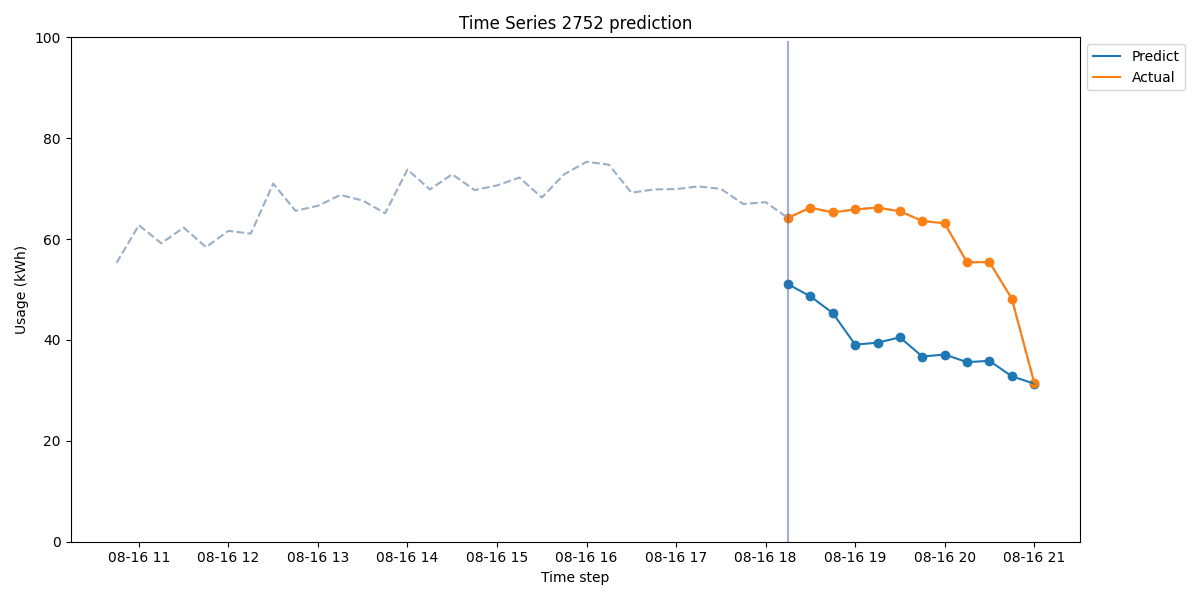 Time Series 2752 prediction
Predict
Actual
Usage (kWh)
100
80
60
40
20
0
08-16 11 08-16 12 08-16 13 08-16 14 08-16 15 08-16 16 08-16 17 08-16 18 08-16 19 08-16 20 08-16 21
Time step